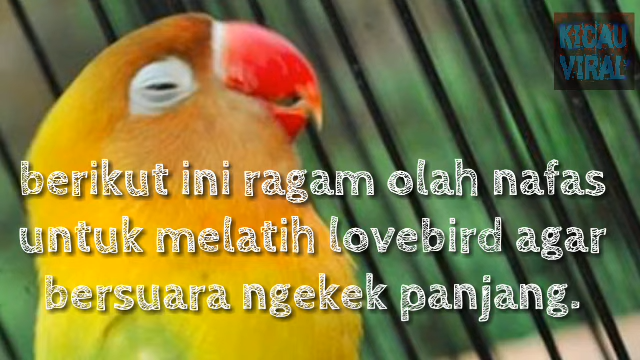 KICAU
VIRAL
berikut ini ragam olah nafas
untuk melatih lovebird agar
bersuara ngekek panjang.